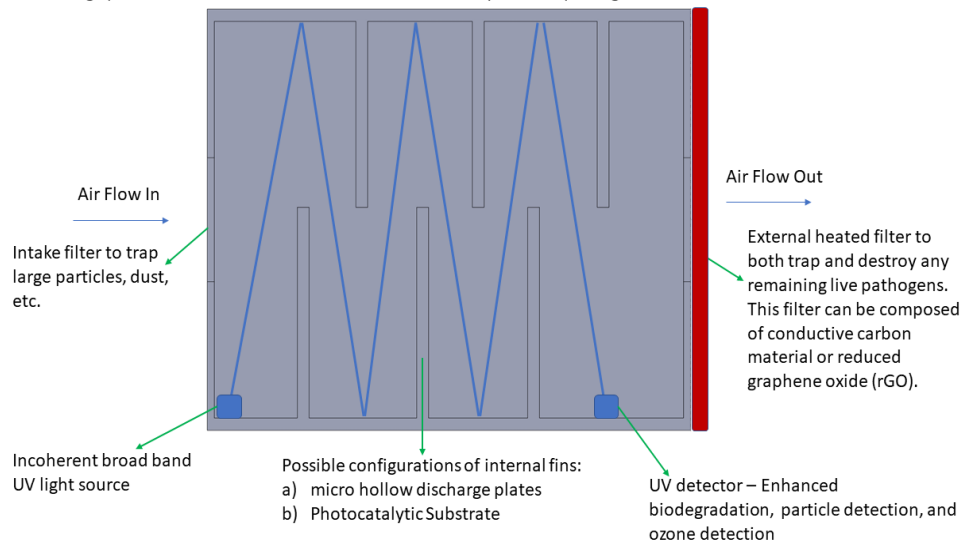 Air Flow In
Air Flow Out
Intake filter to trap
large particles, dust,
etc.
External heated filter to
both trap and destroy any
remaining live pathogens.
This filter can be composed
of conductive carbon
material or reduced
graphene oxide (rGO).
Incoherent broad band
UV light source
Possible configurations of internal fins:
a) micro hollow discharge plates
b) Photocatalytic Substrate
UV detector – Enhanced
biodegradation, particle detection, and
ozone detection